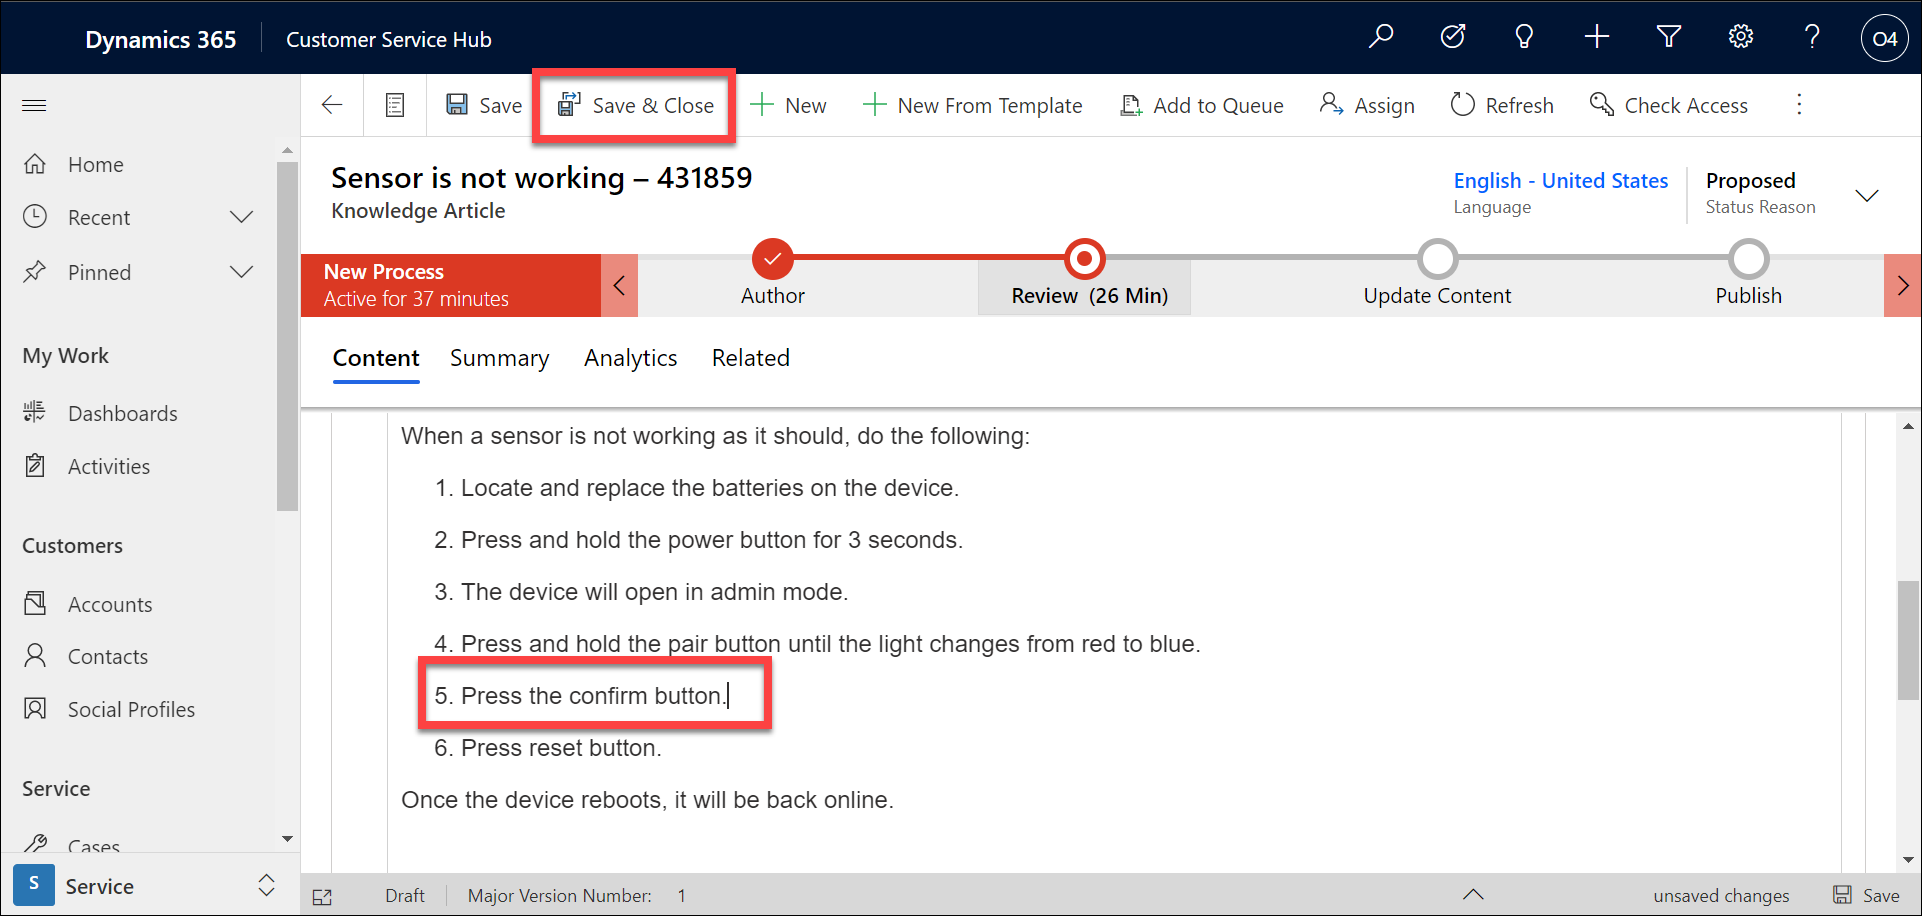 Dynamics 365
Customer Service Hub
O4
Save
Save & Close
New
New From Template
Add to Queue
Assign
Refresh
Check Access
Home
Recent
Pinned
My Work
Dashboards
Activities
Customers
Accounts
Contacts
Social Profiles
Service
Cases
S
Service
Sensor is not working – 431859
Knowledge Article
English - United States
Language
Proposed
Status Reason
New Process
Active for 37 minutes
Author
Review (26 Min)
Update Content
Publish
Content
Summary
Analytics
Related
When a sensor is not working as it should, do the following:
1. Locate and replace the batteries on the device.
2. Press and hold the power button for 3 seconds.
3. The device will open in admin mode.
4. Press and hold the pair button until the light changes from red to blue.
5. Press the confirm button.
6. Press reset button.
Once the device reboots, it will be back online.
Draft
Major Version Number: 1
unsaved changes
Save